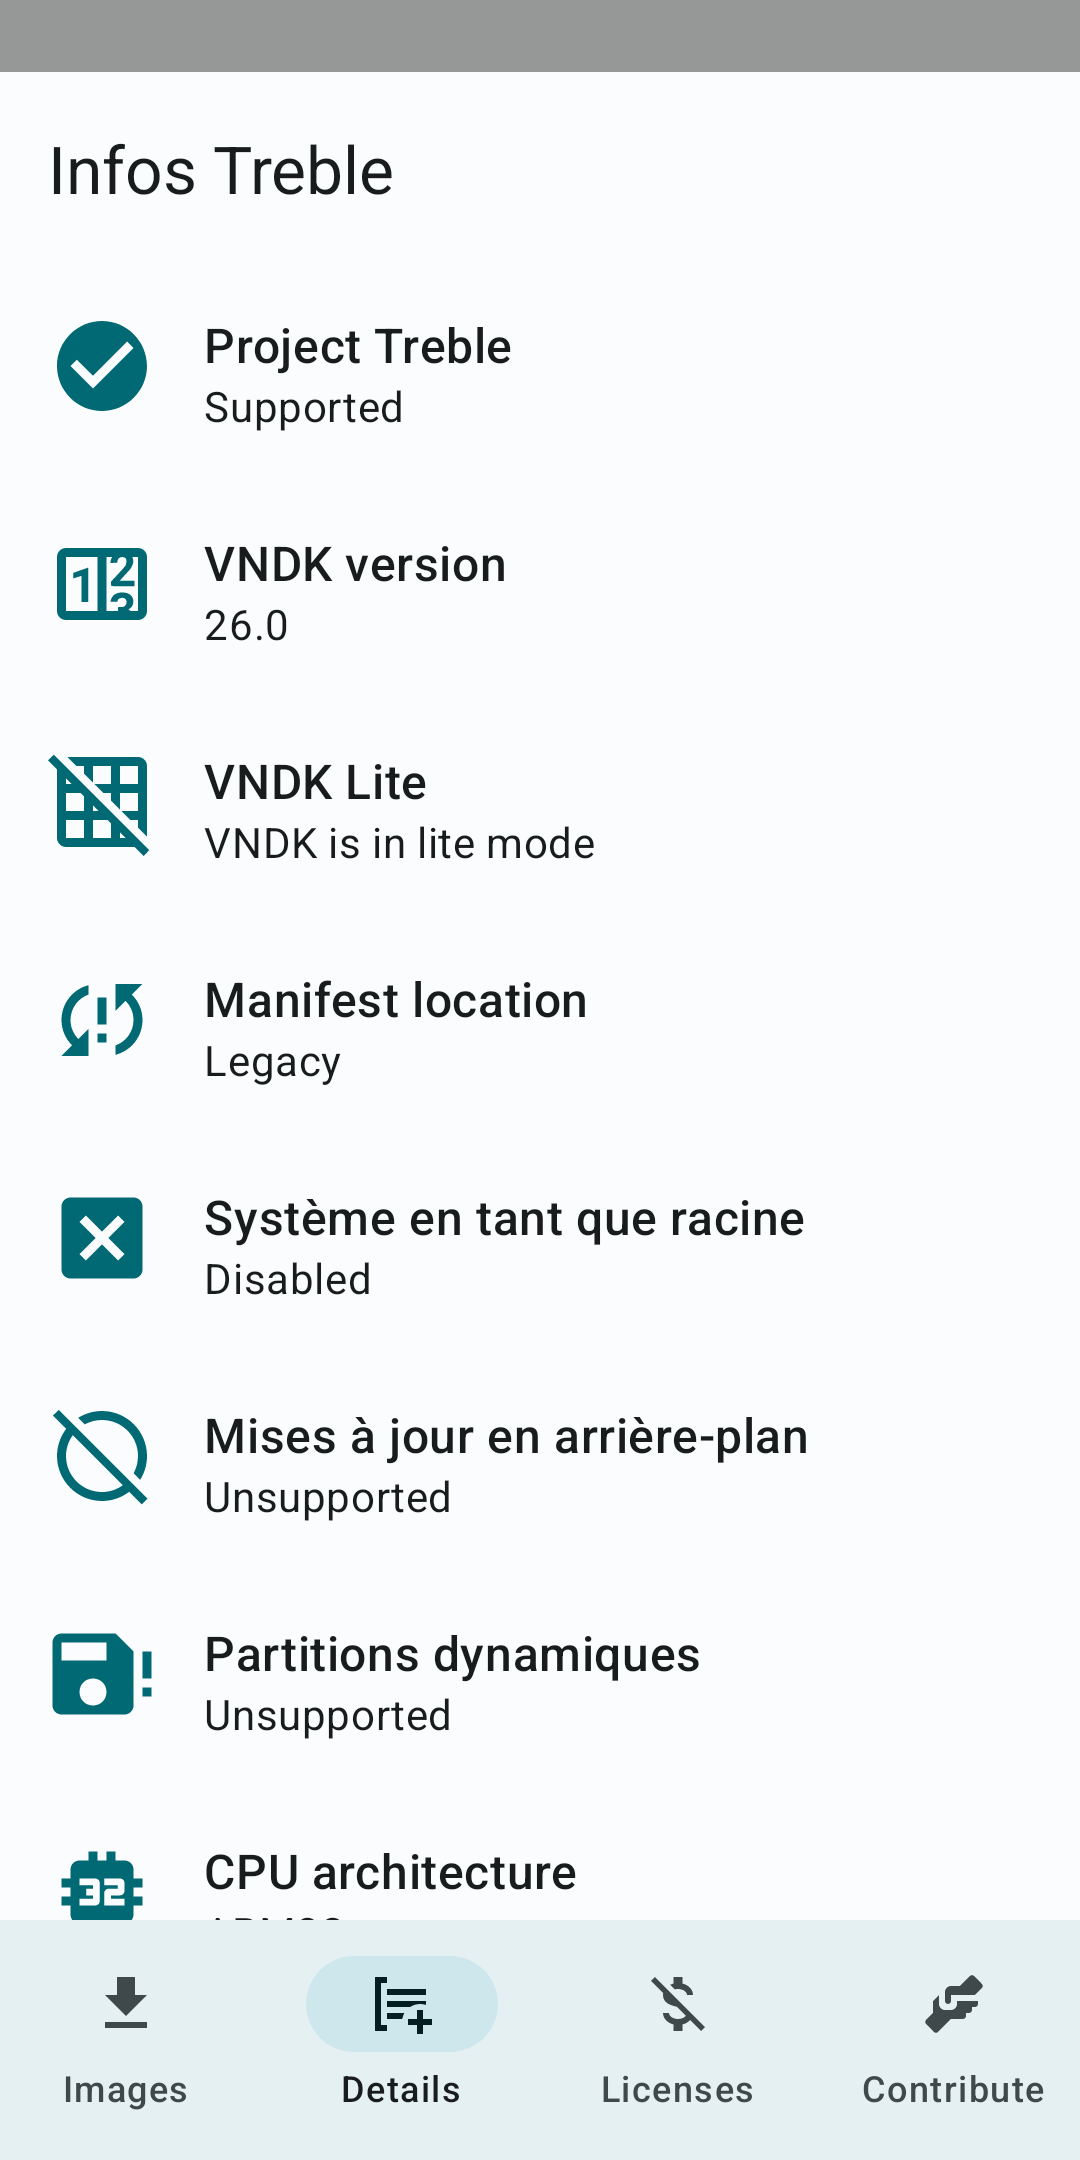 Infos Treble
Project Treble
Supported
VNDK version
26.0
VNDK Lite
VNDK is in lite mode
Manifest location
Legacy
Système en tant que racine
Disabled
Mises à jour en arrière-plan
Unsupported
Partitions dynamiques
Unsupported
CPU architecture
Images
Details
Licenses
Contribute